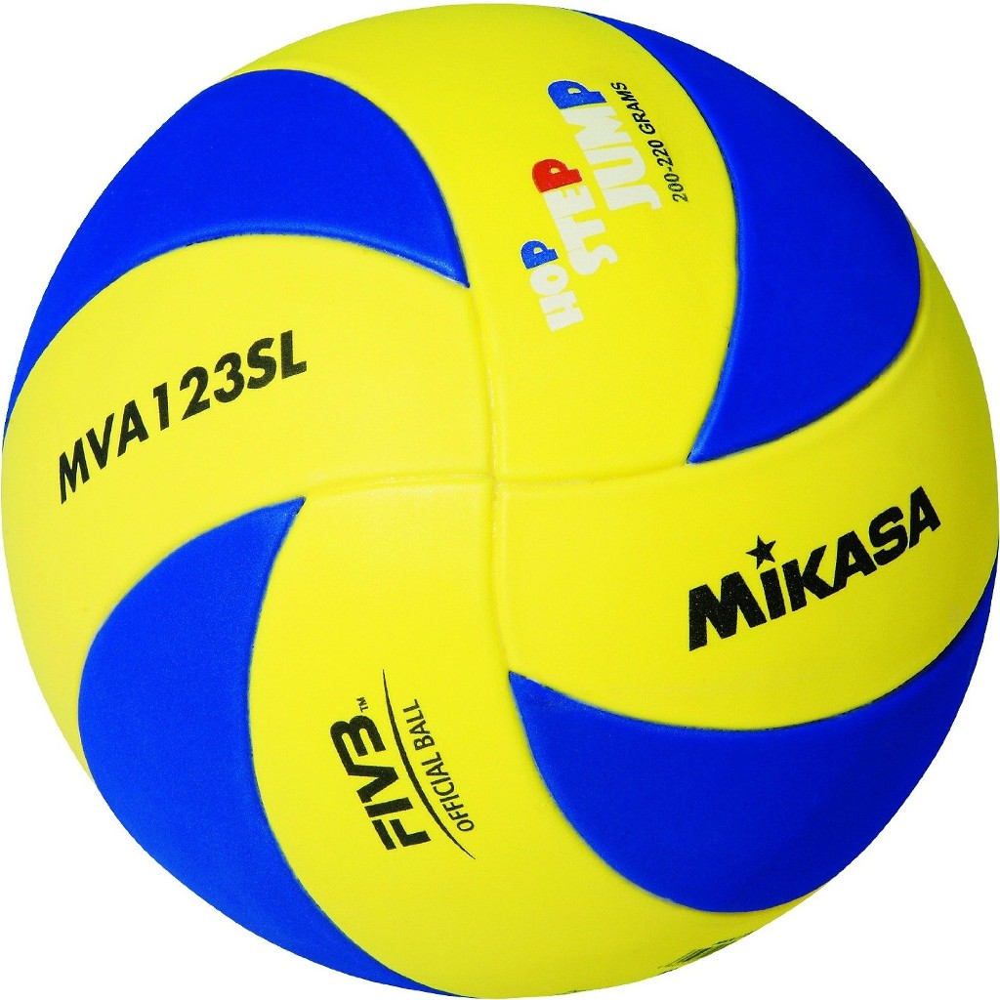 HOP
STEP
JUMP
200-220 GRAMS
MVA123SL
MIKASA
FIVB™
OFFICIAL BALL